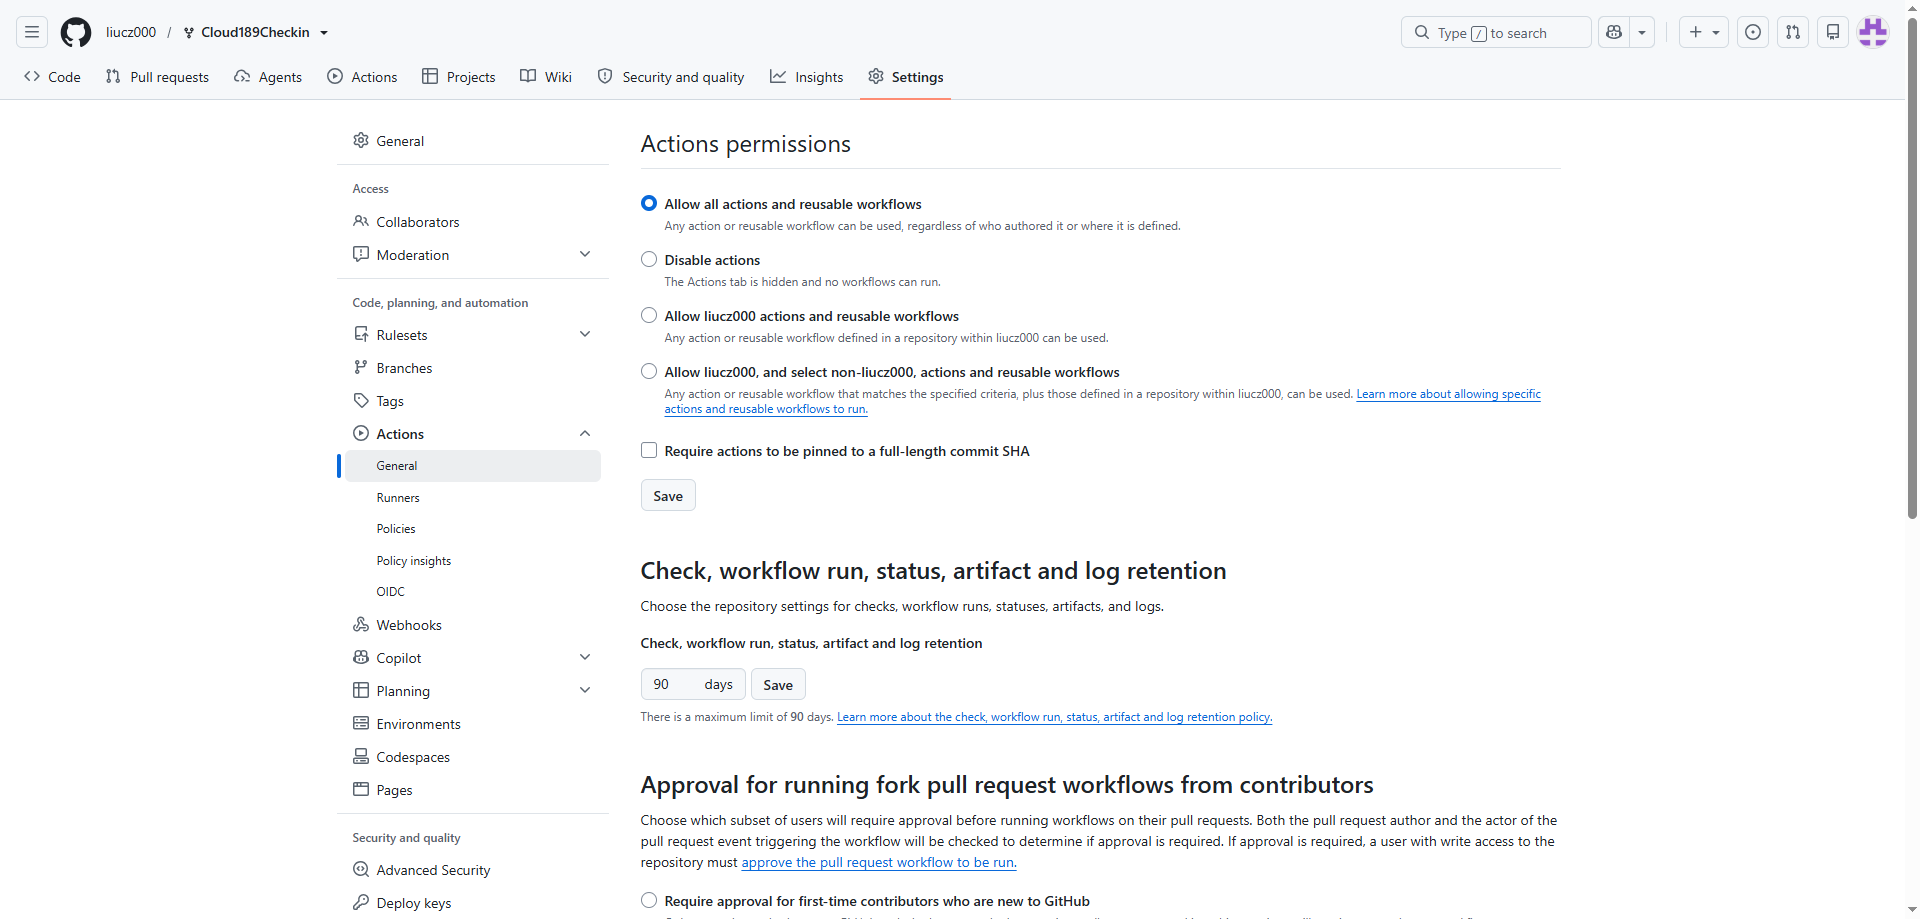 liucz000 / Cloud189Checkin
Type / to search
Code Pull requests Agents Actions Projects Wiki Security and quality Insights Settings
General
Access
Collaborators
Moderation
Code, planning, and automation
Rulesets
Branches
Tags
Actions
General
Runners
Policies
Policy insights
OIDC
Webhooks
Copilot
Planning
Environments
Codespaces
Pages
Security and quality
Advanced Security
Deploy keys
Actions permissions
Allow all actions and reusable workflows
Any action or reusable workflow can be used, regardless of who authored it or where it is defined.
Disable actions
The Actions tab is hidden and no workflows can run.
Allow liucz000 actions and reusable workflows
Any action or reusable workflow defined in a repository within liucz000 can be used.
Allow liucz000, and select non-liucz000, actions and reusable workflows
Any action or reusable workflow that matches the specified criteria, plus those defined in a repository within liucz000, can be used. Learn more about allowing specific
actions and reusable workflows to run.
Require actions to be pinned to a full-length commit SHA
Save
Check, workflow run, status, artifact and log retention
Choose the repository settings for checks, workflow runs, statuses, artifacts, and logs.
Check, workflow run, status, artifact and log retention
90 days Save
There is a maximum limit of 90 days. Learn more about the check, workflow run, status, artifact and log retention policy.
Approval for running fork pull request workflows from contributors
Choose which subset of users will require approval before running workflows on their pull requests. Both the pull request author and the actor of the
pull request event triggering the workflow will be checked to determine if approval is required. If approval is required, a user with write access to the
repository must approve the pull request workflow to be run.
Require approval for first-time contributors who are new to GitHub